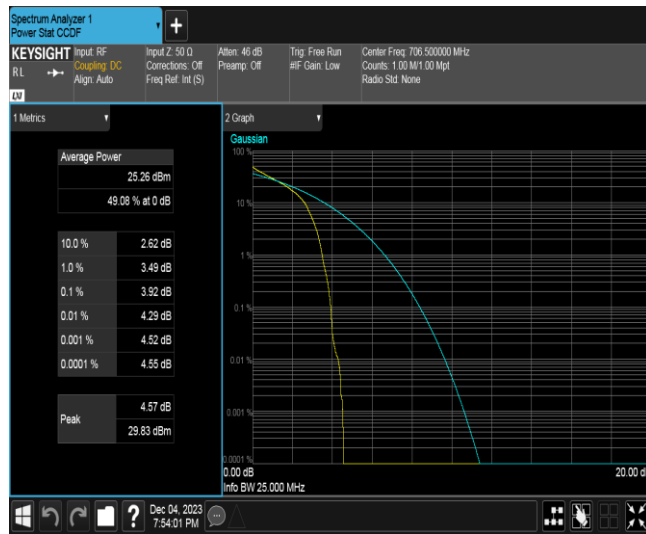 Spectrum Analyzer 1
Power Stat CCDF
+
KEYSIGHT
RL
LXI
Input: RF
Coupling: DC
Align: Auto
Input Z: 50 Ω
Corrections: Off
Freq Ref: Int (S)
Atten: 46 dB
Preamp: Off
Trig: Free Run
#IF Gain: Low
Center Freq: 706.500000 MHz
Counts: 1.00 M/1.00 Mpt
Radio Std: None
1 Metrics
Average Power
25.26 dBm
49.08 % at 0 dB
10.0 % 2.62 dB
1.0 % 3.49 dB
0.1 % 3.92 dB
0.01 % 4.29 dB
0.001 % 4.52 dB
0.0001 % 4.55 dB
Peak
4.57 dB
29.83 dBm
2 Graph
Gaussian
100 %
10 %
1 %
0.1 %
0.01 %
0.001 %
0.0001 %
0.00 dB
20.00 d
Info BW 25.000 MHz
?
Dec 04, 2023
7:54:01 PM